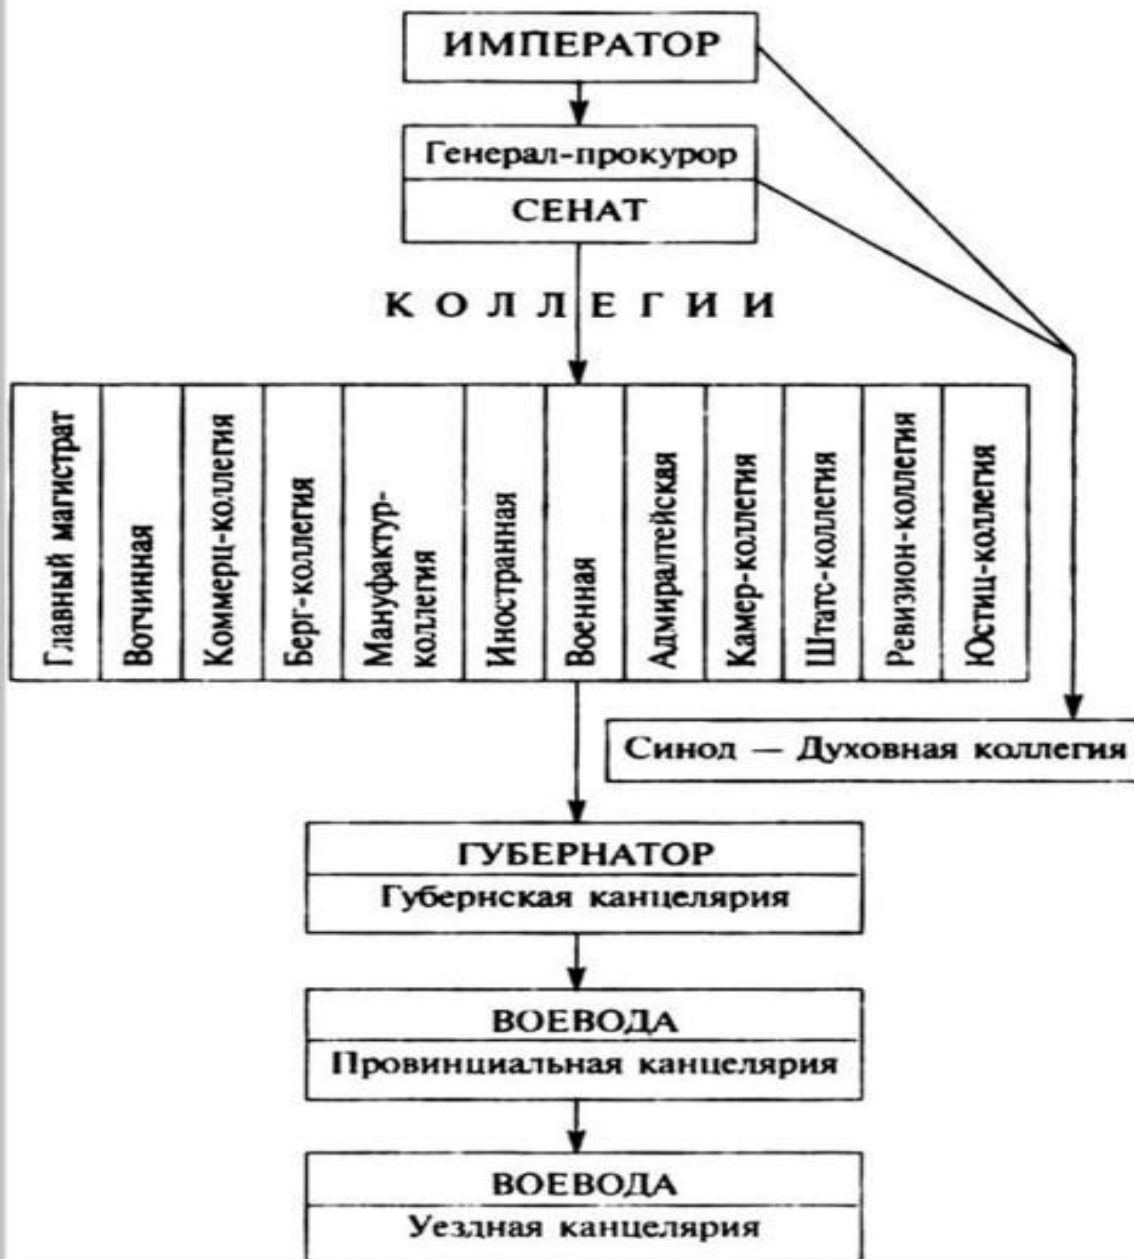 ИМПЕРАТОР
Генерал-прокурор
СЕНАТ
КОЛЛЕГИИ
Главный магистрат
Вотчинная
Коммерц-коллегия
Берг-коллегия
Мануфактур-
коллегия
Иностранная
Военная
Адмиралтейская
Камер-коллегия
Штатс-коллегия
Ревизион-коллегия
Юстиц-коллегия
Синод — Духовная коллегия
ГУБЕРНАТОР
Губернская канцелярия
ВОЕВОДА
Провинциальная канцелярия
ВОЕВОДА
Уездная канцелярия